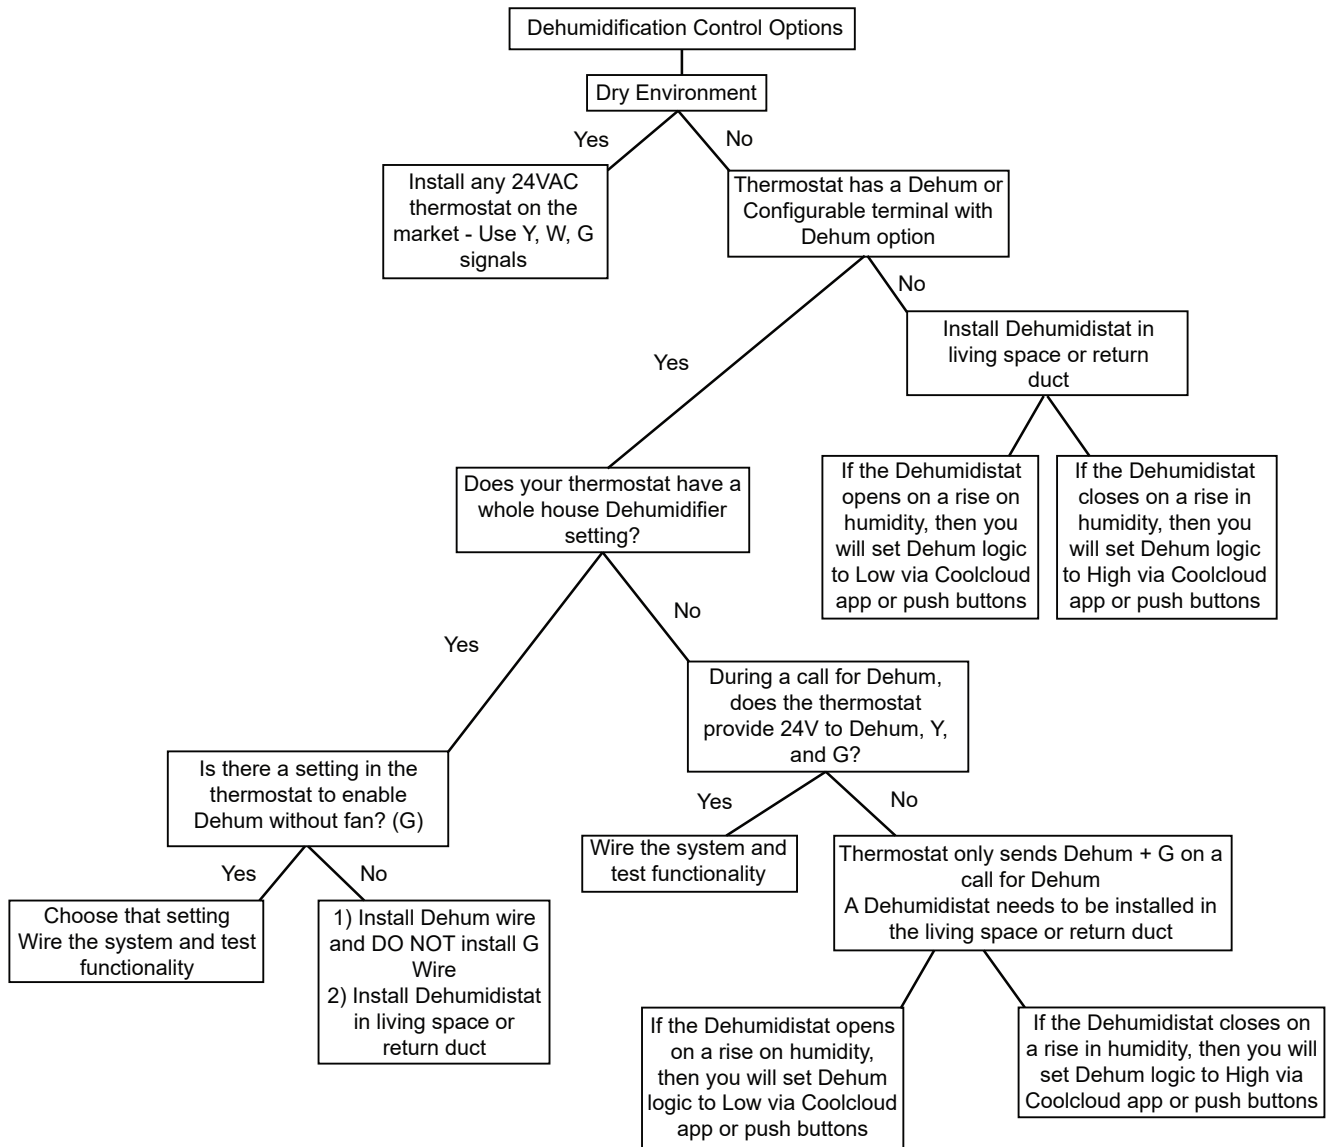 Dehumidification Control Options
Dry Environment
Yes
No
Install any 24VAC
thermostat on the
market - Use Y, W, G
signals
Thermostat has a Dehum or
Configurable terminal with
Dehum option
Yes
No
Install Dehumidistat in
living space or return
duct
If the Dehumidistat
opens on a rise on
humidity, then you
will set Dehum logic
to Low via Coolcloud
app or push buttons
If the Dehumidistat
closes on a rise in
humidity, then you
will set Dehum logic
to High via Coolcloud
app or push buttons
Does your thermostat have a
whole house Dehumidifier
setting?
Yes
No
Is there a setting in the
thermostat to enable
Dehum without fan? (G)
Yes
No
Choose that setting
Wire the system and test
functionality
1) Install Dehum wire
and DO NOT install G
Wire
2) Install Dehumidistat
in living space or
return duct
During a call for Dehum,
does the thermostat
provide 24V to Dehum, Y,
and G?
Yes
No
Wire the system and
test functionality
Thermostat only sends Dehum + G on a
call for Dehum
A Dehumidistat needs to be installed in
the living space or return duct
If the Dehumidistat opens
on a rise on humidity,
then you will set Dehum
logic to Low via Coolcloud
app or push buttons
If the Dehumidistat closes on
a rise in humidity, then you will
set Dehum logic to High via
Coolcloud app or push buttons